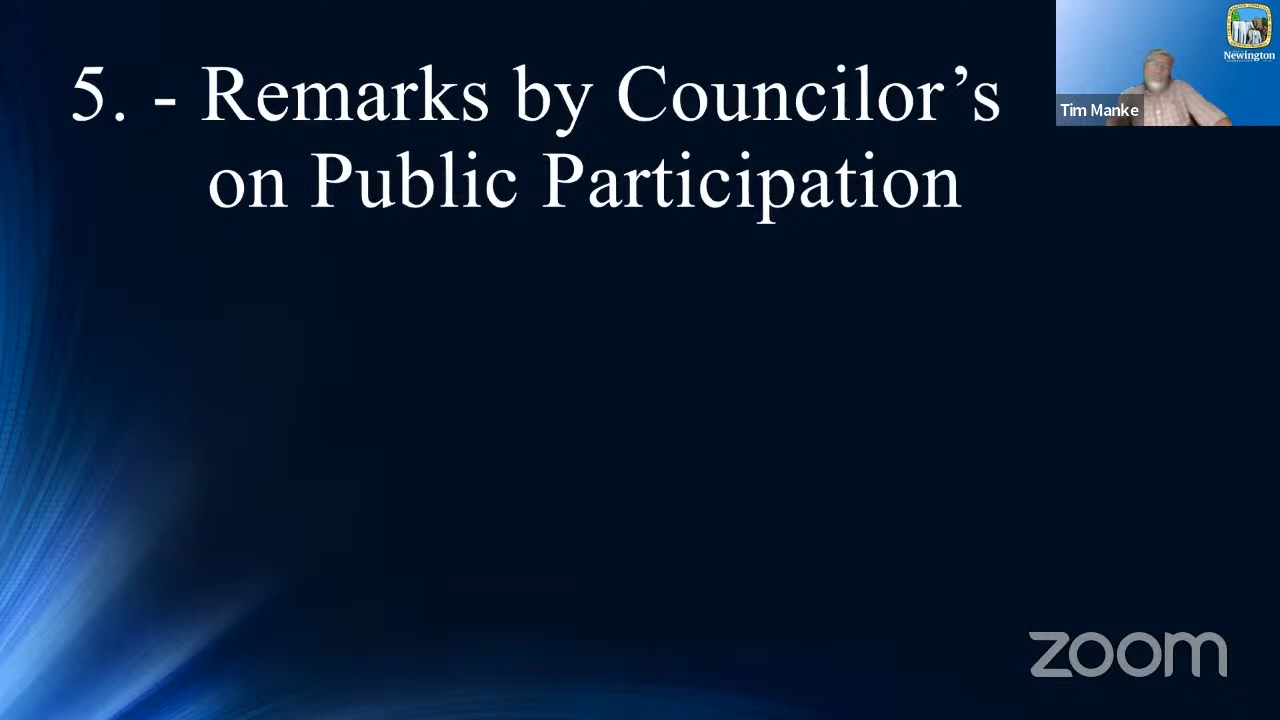 5. - Remarks by Councilor’s
on Public Participation
Newington
Tim Manke
zoom